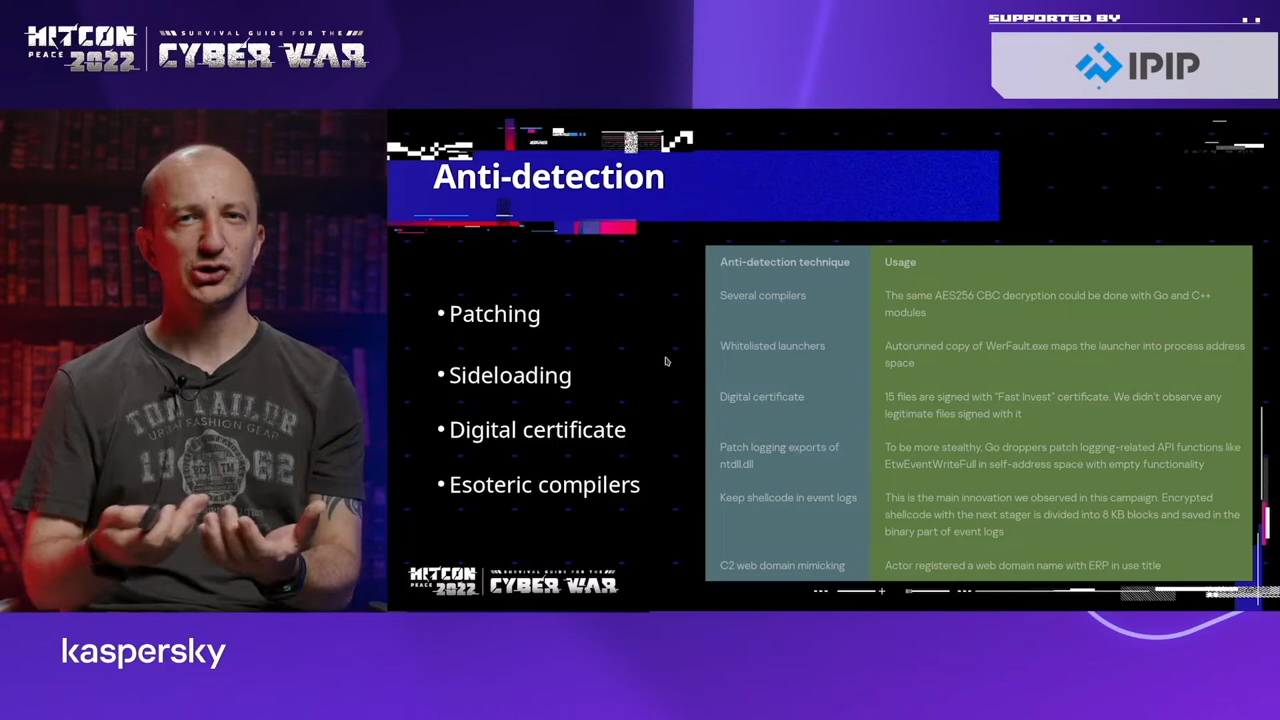 HITCON
PEACE 2022
SURVIVAL GUIDE FOR THE
CYBER WAR
SUPPORTED BY
IPIP
Anti-detection
• Patching
• Sideloading
• Digital certificate
• Esoteric compilers
Anti-detection technique
Usage
Several compilers
The same AES256 CBC decryption could be done with Go and C++
modules
Whitelisted launchers
Autorunned copy of WerFault.exe maps the launcher into process address
space
Digital certificate
15 files are signed with "Fast Invest" certificate. We didn't observe any
legitimate files signed with it
Patch logging exports of
ntdll.dll
To be more stealthy, Go droppers patch logging-related API functions like
EtwEventWriteFull in self-address space with empty functionality
Keep shellcode in event logs
This is the main innovation we observed in this campaign. Encrypted
shellcode with the next stager is divided into 8 KB blocks and saved in the
binary part of event logs
C2 web domain mimicking
Actor registered a web domain name with ERP in use title
TOM TAILOR
URBAN FASHION GEAR
19 62
HITCON
PEACE 2022
SURVIVAL GUIDE FOR THE
CYBER WAR
kaspersky